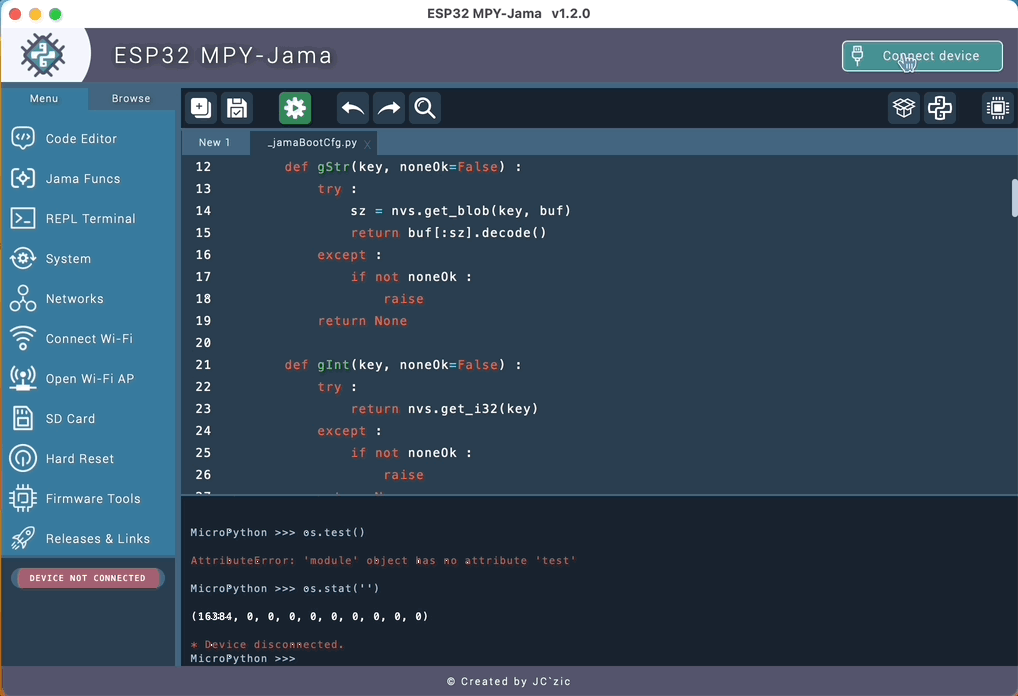 ESP32 MPY-Jama v1.2.0
ESP32 MPY-Jama
Connect device
Menu
Browse
Code Editor
Jama Funcs
REPL Terminal
System
Networks
Connect Wi-Fi
Open Wi-Fi AP
SD Card
Hard Reset
Firmware Tools
Releases & Links
DEVICE NOT CONNECTED
New 1
_jamaBootCfg.py x
12 def gStr(key, noneOk=False) :
13 try :
14 sz = nvs.get_blob(key, buf)
15 return buf[:sz].decode()
16 except :
17 if not noneOk :
18 raise
19 return None
20
21 def gInt(key, noneOk=False) :
22 try :
23 return nvs.get_i32(key)
24 except :
25 if not noneOk :
26 raise
MicroPython >>> os.test()
AttributeError: 'module' object has no attribute 'test'
MicroPython >>> os.stat('')
(16384, 0, 0, 0, 0, 0, 0, 0, 0, 0)
* Device disconnected.
MicroPython >>>
© Created by JC`zic